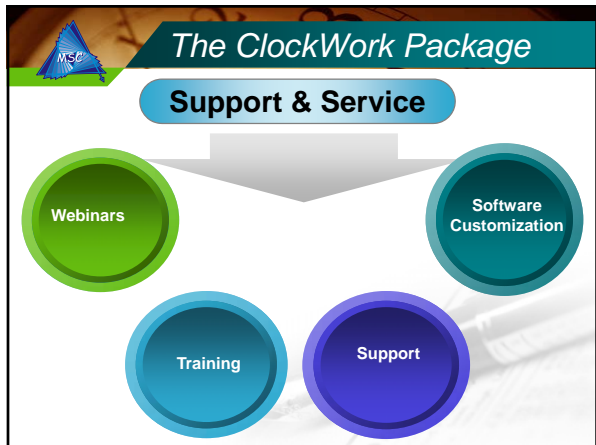 MSC
The ClockWork Package
Support & Service
Webinars
Software
Customization
Training
Support